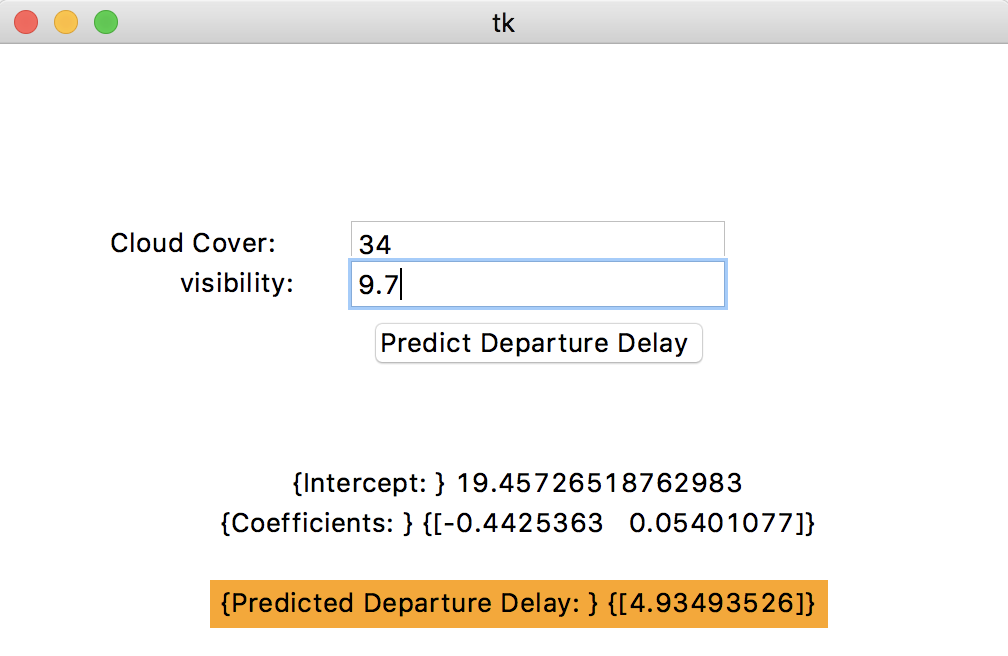 tk
Cloud Cover: 34
visibility: 9.7
Predict Departure Delay
{Intercept: } 19.45726518762983
{Coefficients: } {[-0.4425363   0.05401077]}
{Predicted Departure Delay: } {[4.93493526]}